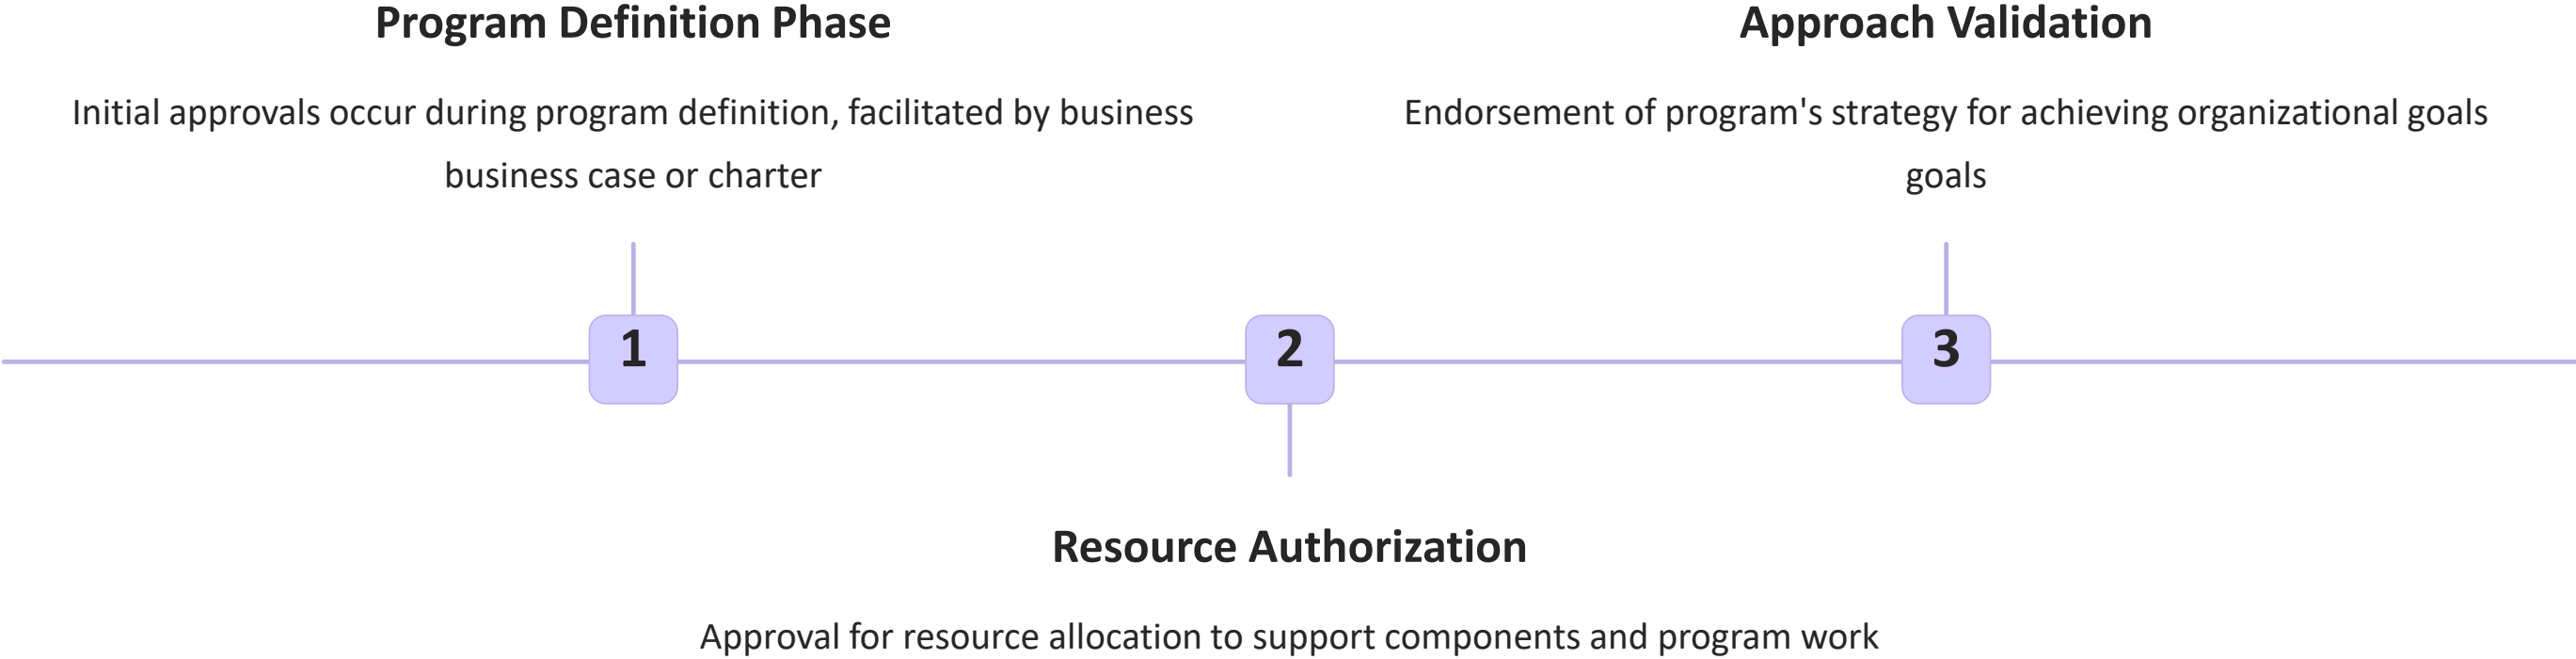 Program Definition Phase
Initial approvals occur during program definition, facilitated by business
business case or charter
1
2
Resource Authorization
Approval for resource allocation to support components and program work
Approach Validation
Endorsement of program's strategy for achieving organizational goals
goals
3